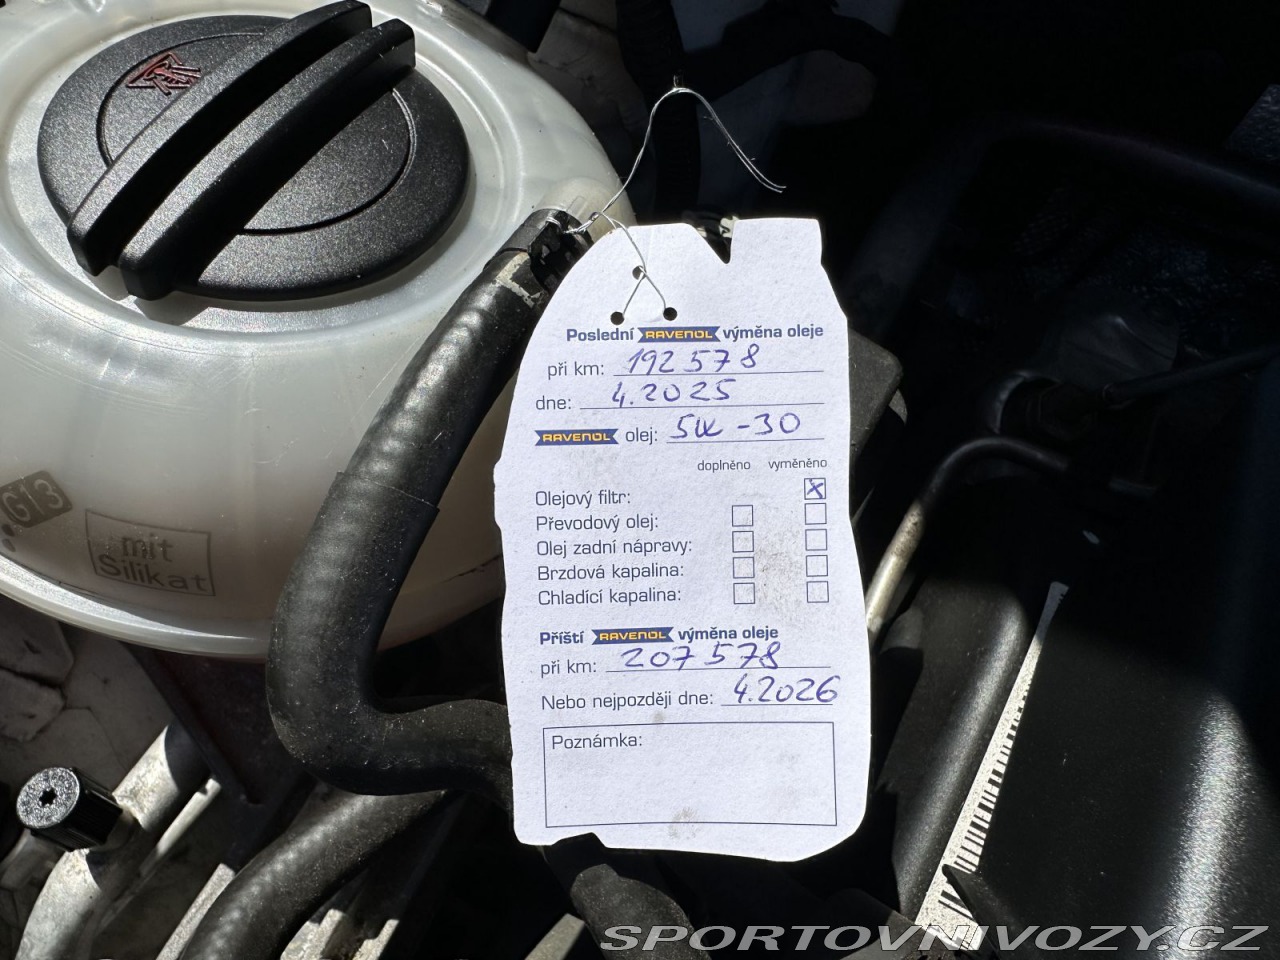 G13
mit
Silikat
Poslední RAVENOL výměna oleje
při km: 192 578
dne: 4.2025
RAVENOL olej: 5W-30
doplněno vyměněno
Olejový filtr: X
Převodový olej:
Olej zadní nápravy:
Brzdová kapalina:
Chladící kapalina:
Příští RAVENOL výměna oleje
při km: 207 578
Nebo nejpozději dne: 4.2026
Poznámka:
SPORTOVNIVOZY.CZ